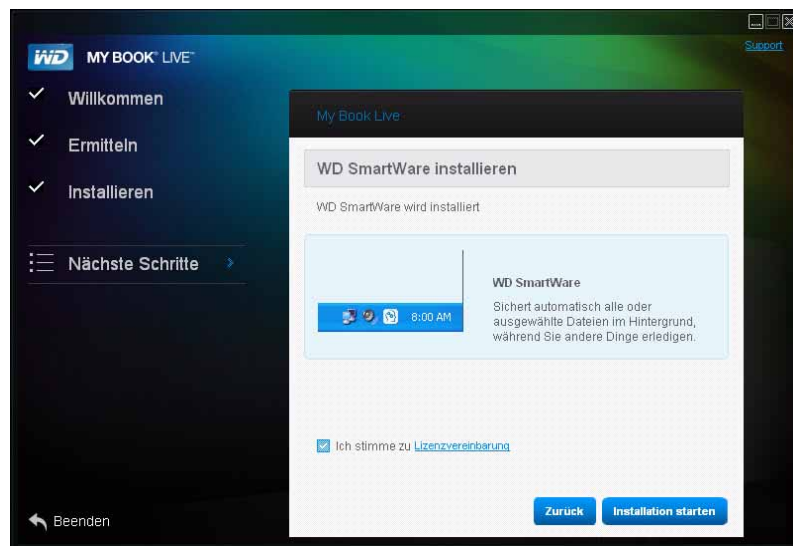 Support
WD MY BOOK® LIVE™
Willkommen
Ermitteln
Installieren
Nächste Schritte
Beenden
My Book Live
WD SmartWare installieren
WD SmartWare wird installiert
8:00 AM
WD SmartWare
Sichert automatisch alle oder
ausgewählte Dateien im Hintergrund,
während Sie andere Dinge erledigen.
Ich stimme zu Lizenzvereinbarung
Zurück
Installation starten